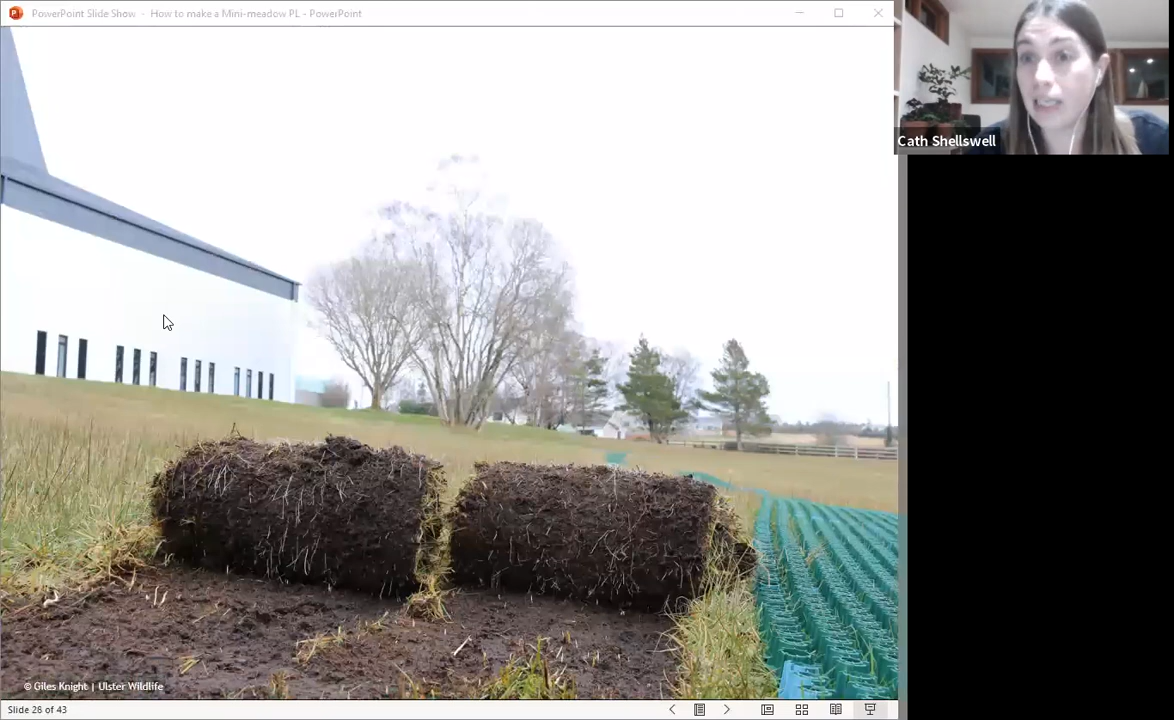 PowerPoint Slide Show - How to make a Mini-meadow PL - PowerPoint
Cath Shellswell
© Giles Knight | Ulster Wildlife
Slide 26 of 43